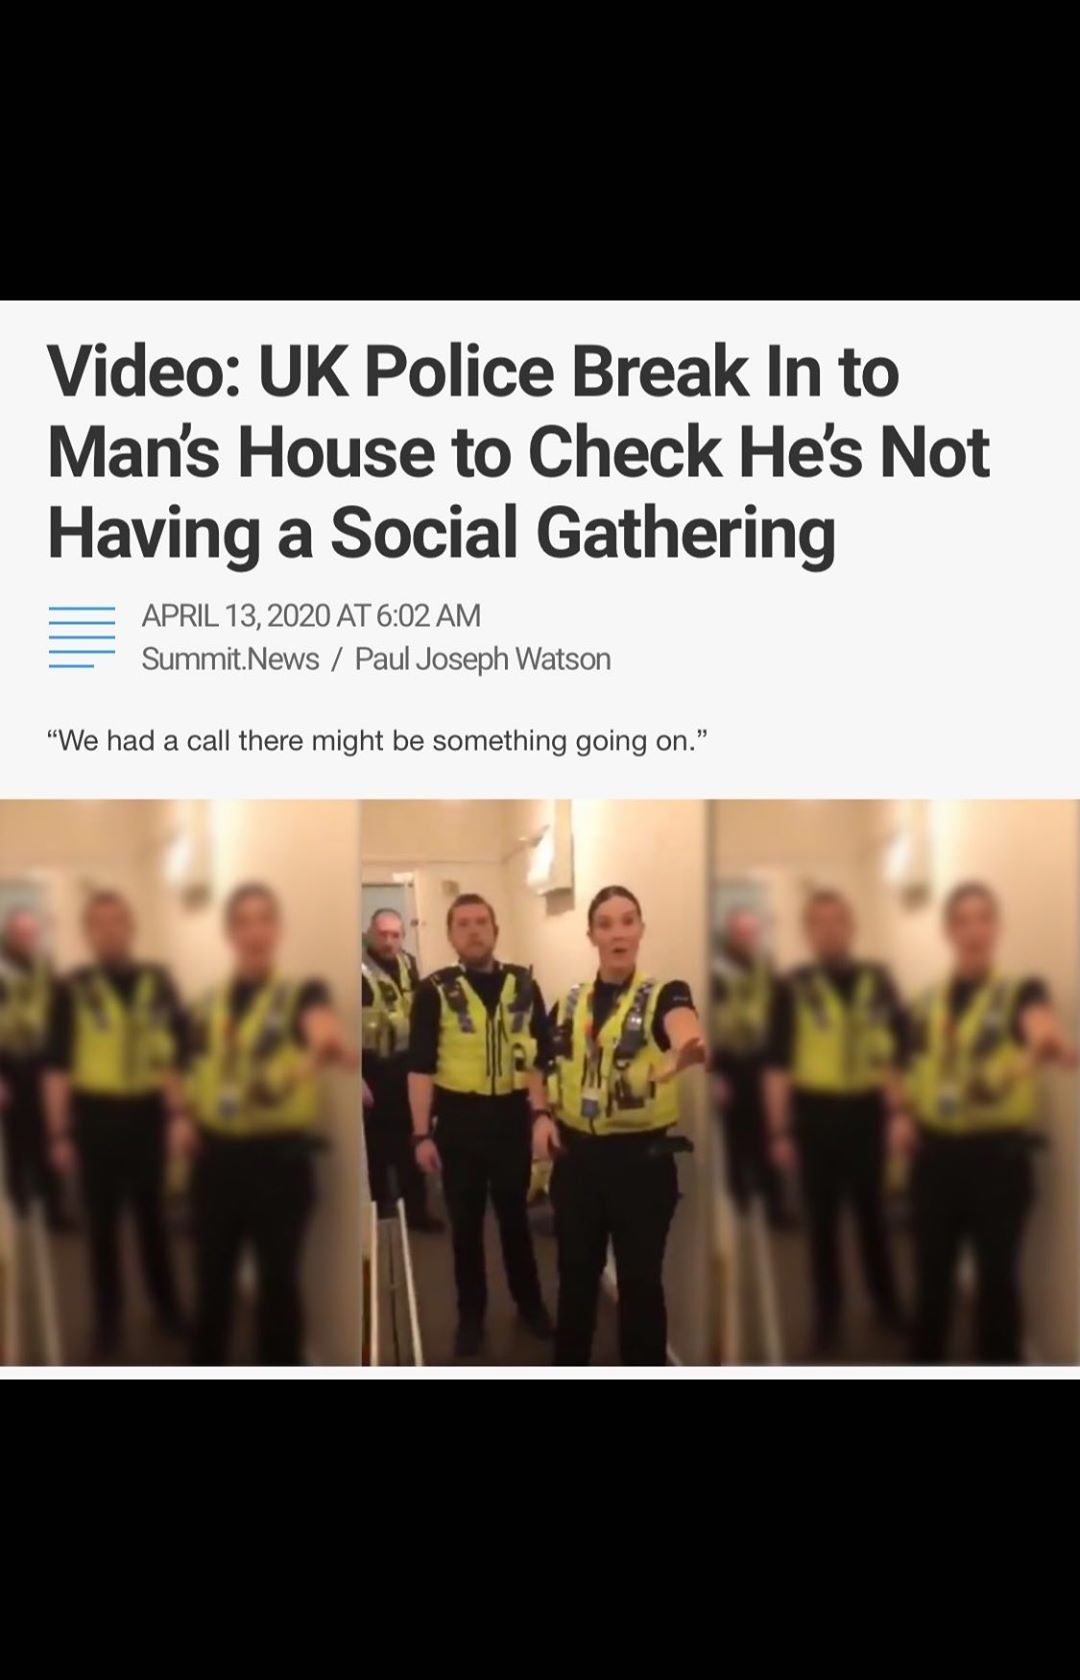 Video: UK Police Break In to
Man's House to Check He's Not
Having a Social Gathering
APRIL 13, 2020 AT 6:02 AM
Summit.News / Paul Joseph Watson
“We had a call there might be something going on.”